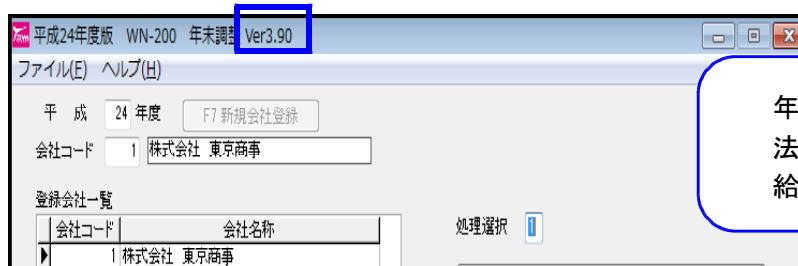 平成24年度版 WN-200 年末調整 Ver3.90
ファイル(F) ヘルプ(H)
平 成 24 年度 F7 新規会社登録
会社コード 1 株式会社 東京商事
登録会社一覧
会社コード 会社名称
1 株式会社 東京商事
処理選択 1
年
法
給